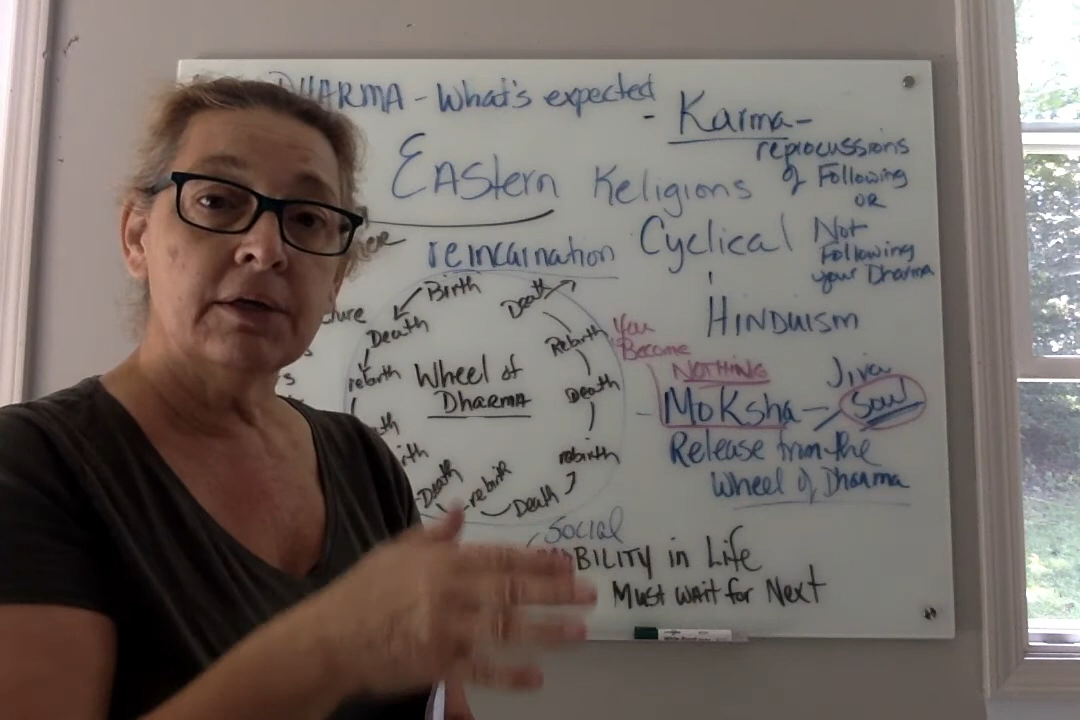 DHARMA - What's expected
- Karma -
reprocussions
of Following
OR
Not
Following
your Dharma
Eastern Religions
Cyclical
reincarnation
HINDUISM
Birth
Death
rebirth
Death
rebirth
Death
rebirth
Death
Rebirth
Death
Wheel of
DHARMA
You
Become
NOTHING
Jiva
Moksha - Soul
Release from the
Wheel of Dharma
Social
in Life
Must wait for Next